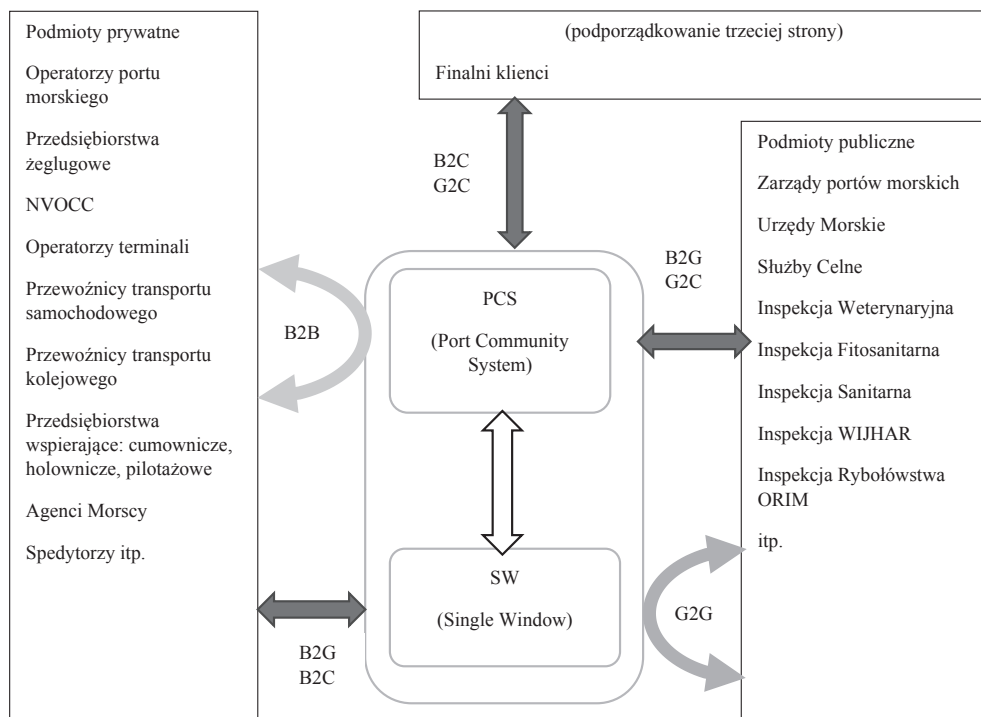 Podmioty prywatne
Operatorzy portu
morskiego
Przedsiębiorstwa
żeglugowe
NVOCC
Operatorzy terminali
Przewoźnicy transportu
samochodowego
Przewoźnicy transportu
kolejowego
Przedsiębiorstwa
wspierające: cumownicze,
holownicze, pilotażowe
Agenci Morscy
Spedytorzy itp.
(podporządkowanie trzeciej strony)
Finalni klienci
B2C
G2C
B2B
PCS
(Port Community
System)
B2G
G2C
SW
(Single Window)
B2G
B2C
G2G
Podmioty publiczne
Zarządy portów morskich
Urzędy Morskie
Służby Celne
Inspekcja Weterynaryjna
Inspekcja Fitosanitarna
Inspekcja Sanitarna
Inspekcja WIJHAR
Inspekcja Rybołówstwa
ORIM
itp.